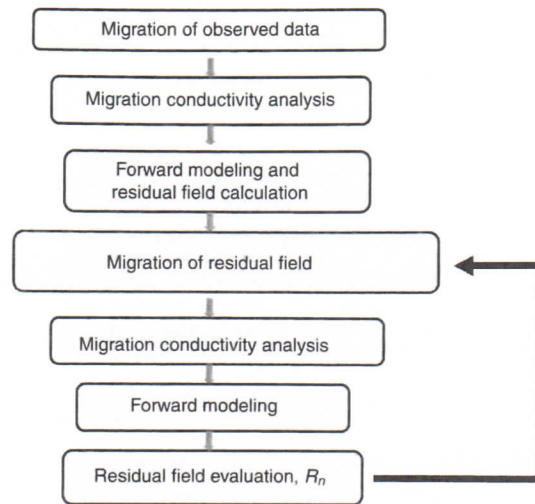 Migration of observed data
Migration conductivity analysis
Forward modeling and
residual field calculation
Migration of residual field
Migration conductivity analysis
Forward modeling
Residual field evaluation, Rn